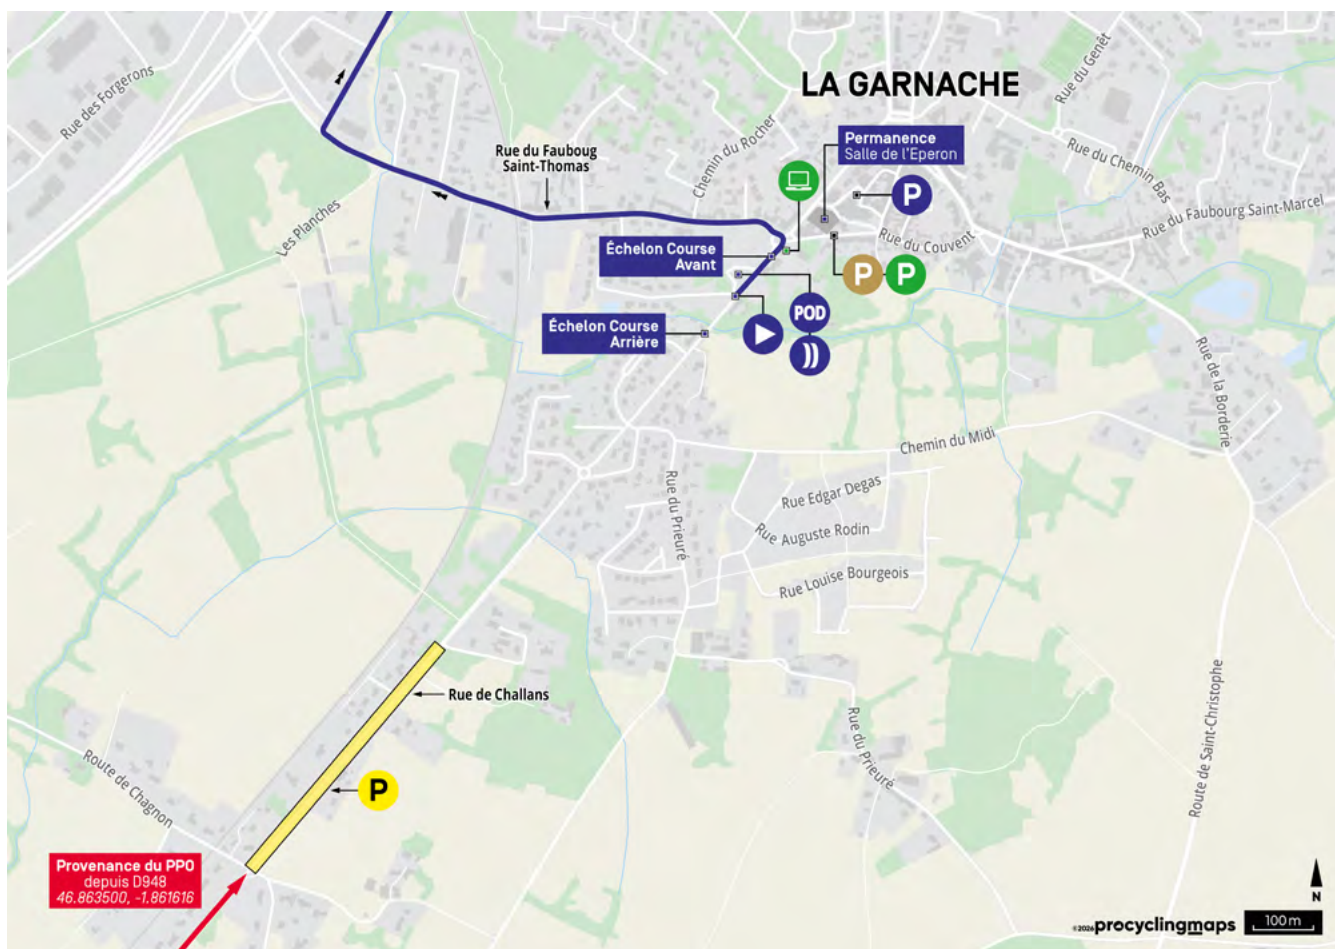 LA GARNACHE
Rue des Forgerons
Rue du Genêt
Permanence
Salle de l'Eperon
Rue du Fauboug
Saint-Thomas
Chemin du Rocher
Rue du Chemin Bas
P
Rue du Faubourg Saint-Marcel
Les Planches
Rue du Couvent
Échelon Course
Avant
P
P
POD
Échelon Course
Arrière
Rue de la Borderie
Chemin du Midi
Rue du Prieuré
Rue Edgar Degas
Rue Auguste Rodin
Rue Louise Bourgeois
Rue de Challans
Rue du Prieuré
Route de Saint-Christophe
Route de Chagnon
P
Provenance du PPO
depuis D948
46.863500, -1.861616
N
©2026 procyclingmaps
100 m